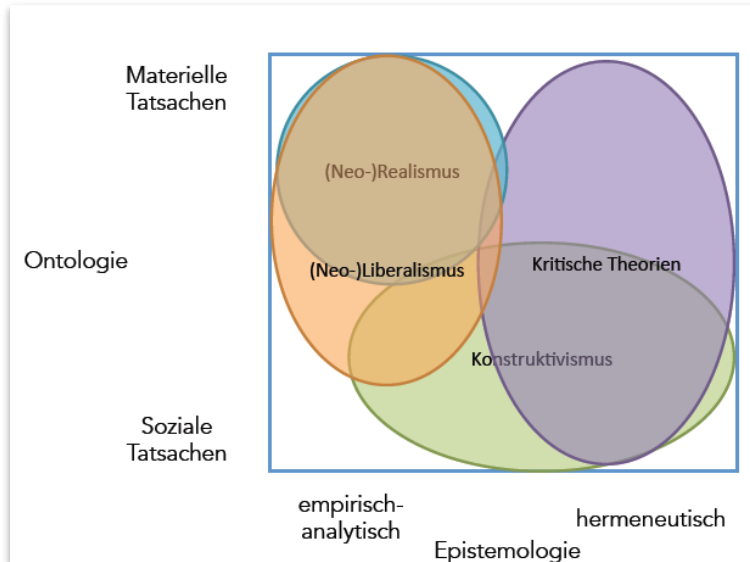 Materielle
Tatsachen
(Neo-)Realismus
Ontologie
(Neo-)Liberalismus
Kritische Theorien
Konstruktivismus
Soziale
Tatsachen
empirisch-
analytisch
hermeneutisch
Epistemologie